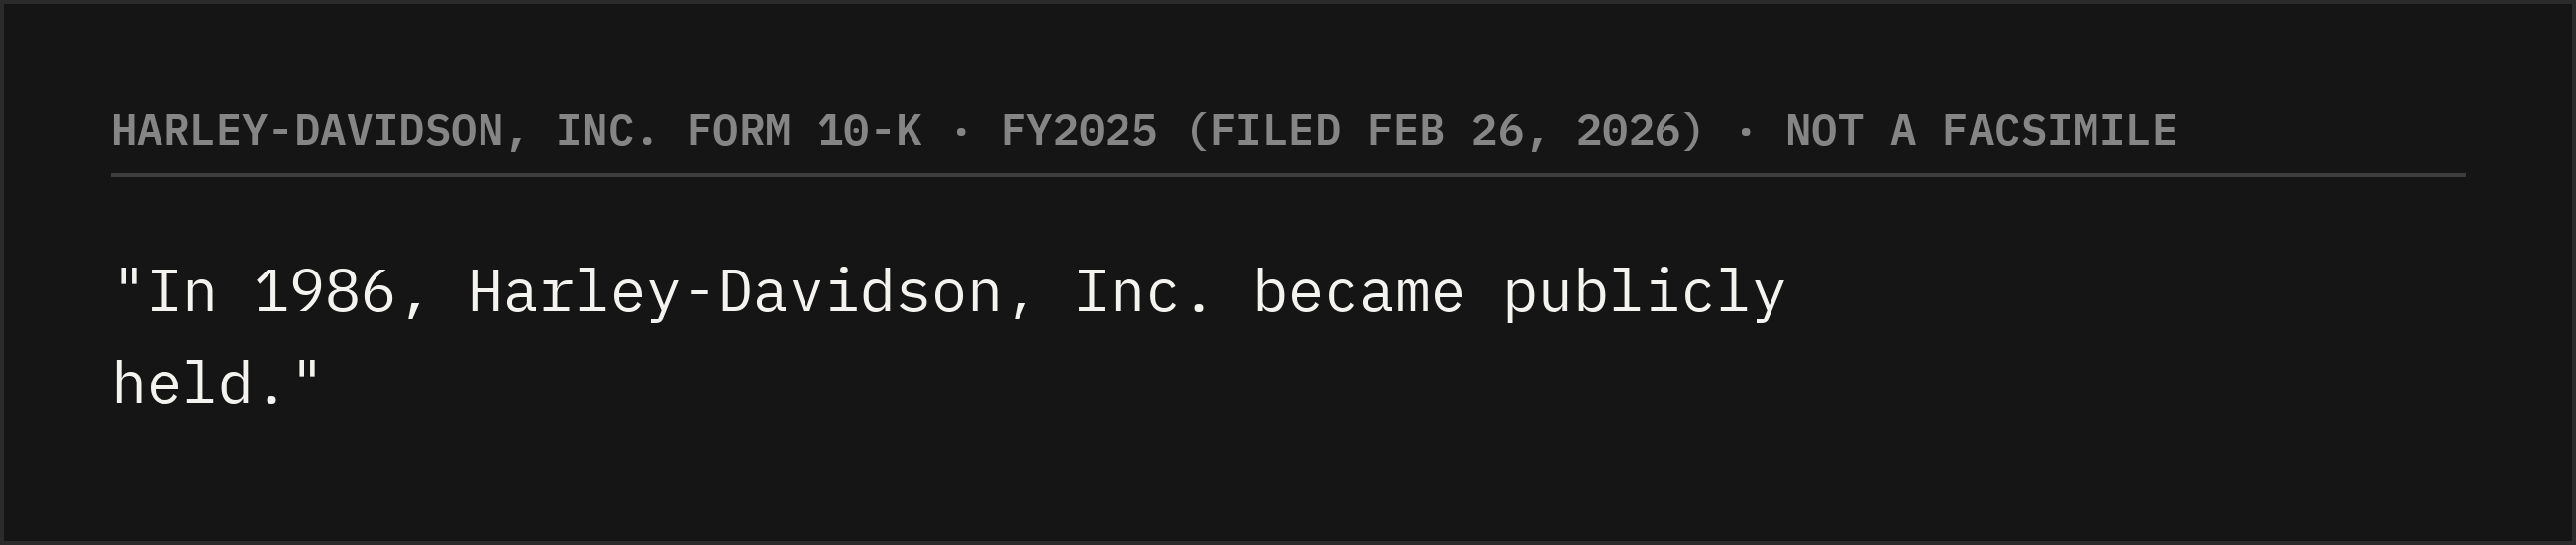 HARLEY-DAVIDSON, INC. FORM 10-K · FY2025 (FILED FEB 26, 2026) · NOT A FACSIMILE
"In 1986, Harley-Davidson, Inc. became publicly
held."